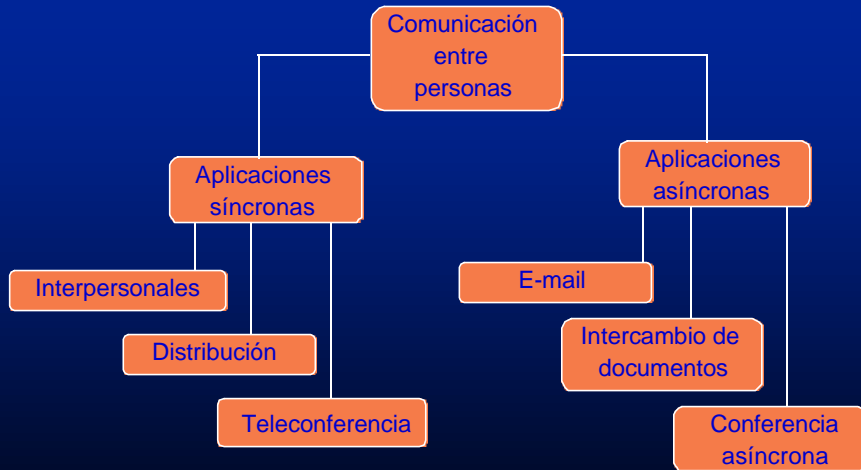 Comunicación
entre
personas
Aplicaciones
síncronas
Interpersonales
Distribución
Teleconferencia
Aplicaciones
asíncronas
E-mail
Intercambio de
documentos
Conferencia
asíncrona